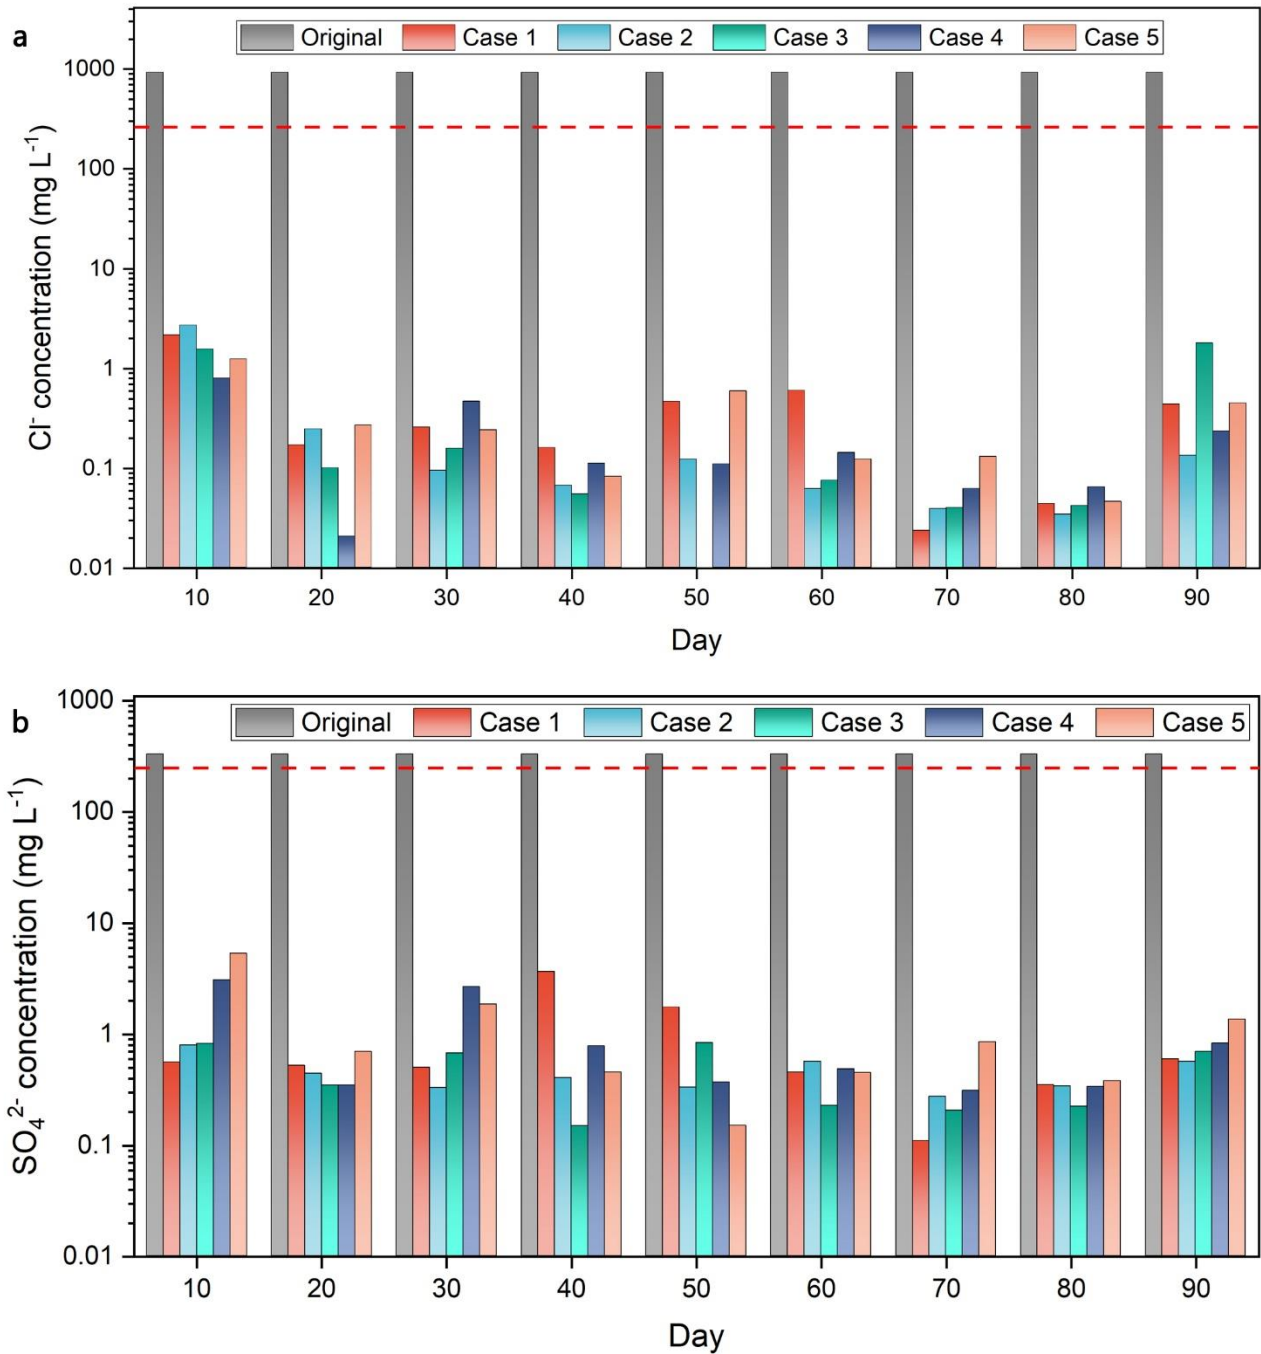 a
Original Case 1 Case 2 Case 3 Case 4 Case 5
1000
100
10
1
0.1
0.01
Cl⁻ concentration (mg L⁻¹)
10 20 30 40 50 60 70 80 90
Day
b
Original Case 1 Case 2 Case 3 Case 4 Case 5
1000
100
10
1
0.1
0.01
SO₄²⁻ concentration (mg L⁻¹)
10 20 30 40 50 60 70 80 90
Day